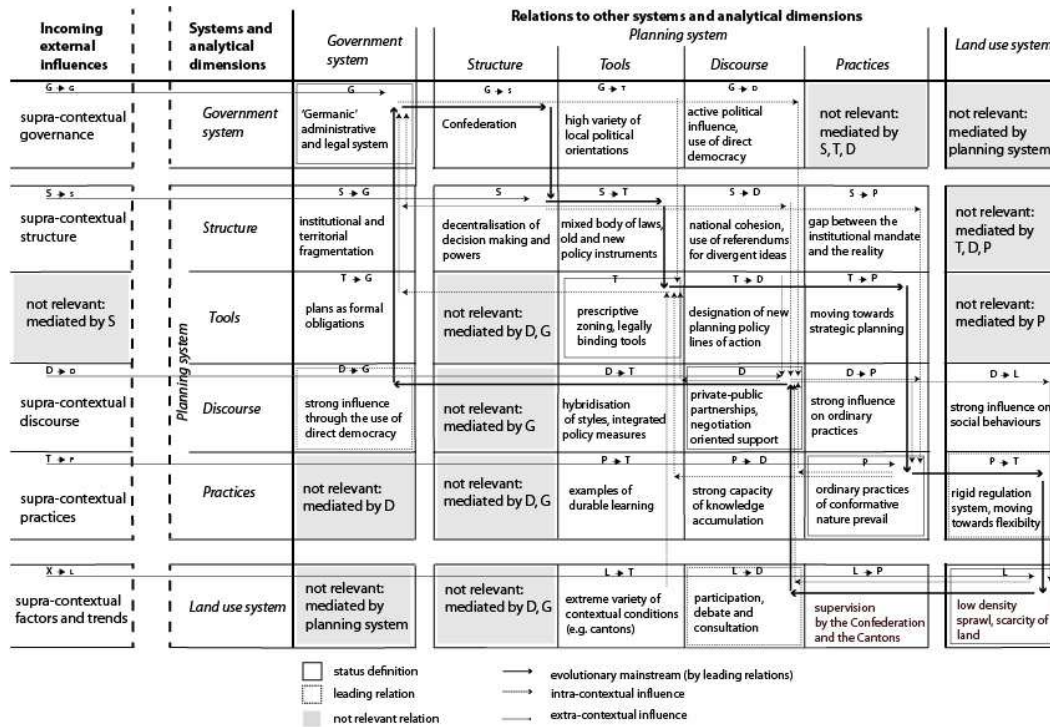 Relations to other systems and analytical dimensions
Incoming external influences
Systems and analytical dimensions
Government system
Planning system
Structure
Tools
Discourse
Practices
Land use system
G → G
supra-contextual governance
Government system
G
'Germanic' administrative and legal system
G → S
Confederation
G → T
high variety of local political orientations
G → D
active political influence, use of direct democracy
not relevant: mediated by S, T, D
not relevant: mediated by planning system
Planning system
S → S
supra-contextual structure
Structure
S → G
institutional and territorial fragmentation
S
decentralisation of decision making and powers
S → T
mixed body of laws, old and new policy instruments
S → D
national cohesion, use of referendums for divergent ideas
S → P
gap between the institutional mandate and the reality
not relevant: mediated by T, D, P
not relevant: mediated by S
Tools
T → G
plans as formal obligations
not relevant: mediated by D, G
T
prescriptive zoning, legally binding tools
T → D
designation of new planning policy lines of action
T → P
moving towards strategic planning
not relevant: mediated by P
D → D
supra-contextual discourse
Discourse
D → G
strong influence through the use of direct democracy
not relevant: mediated by G
D → T
hybridisation of styles, integrated policy measures
D
private-public partnerships, negotiation oriented support
D → P
strong influence on ordinary practices
D → L
strong influence on social behaviours
T → P
supra-contextual practices
Practices
not relevant: mediated by D
not relevant: mediated by D, G
P → T
examples of durable learning
P → D
strong capacity of knowledge accumulation
P
ordinary practices of conformative nature prevail
P → T
rigid regulation system, moving towards flexibilty
X → L
supra-contextual factors and trends
Land use system
not relevant: mediated by planning system
not relevant: mediated by D, G
L → T
extreme variety of contextual conditions (e.g. cantons)
L → D
participation, debate and consultation
L → P
supervision by the Confederation and the Cantons
L
low density sprawl, scarcity of land
status definition
leading relation
not relevant relation
evolutionary mainstream (by leading relations)
intra-contextual influence
extra-contextual influence